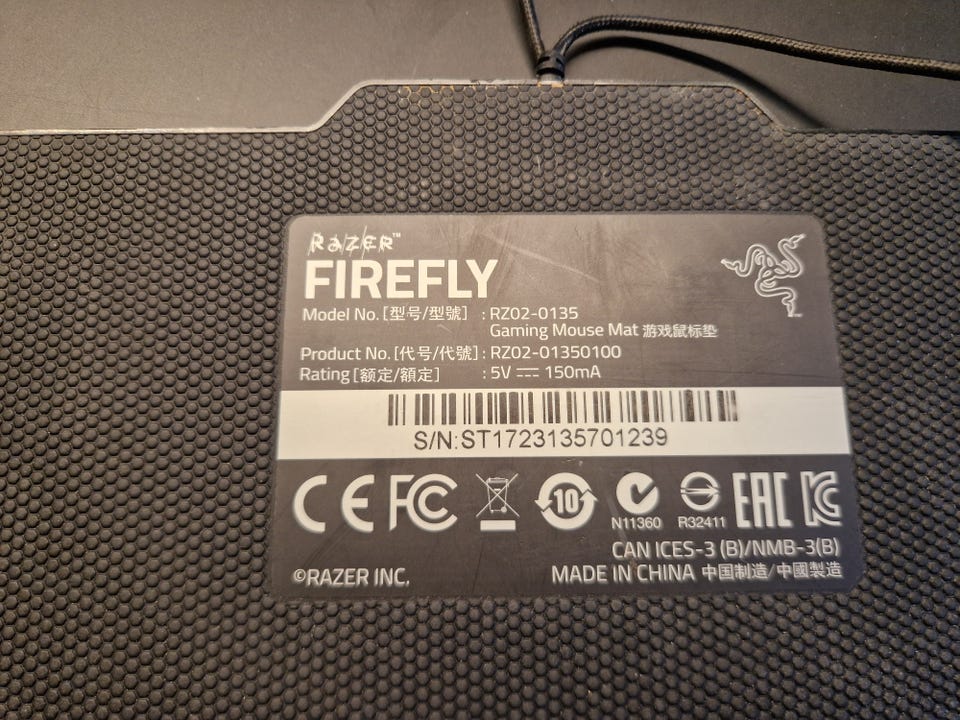 RAZER™
FIREFLY
Model No. [型号/型號] : RZ02-0135
Gaming Mouse Mat 游戏鼠标垫
Product No. [代号/代號] : RZ02-01350100
Rating [额定/額定] : 5V ⎓ 150mA
S/N:ST1723135701239
CE FC 10 N11360 R32411 EAC KC
CAN ICES-3 (B)/NMB-3(B)
©RAZER INC. MADE IN CHINA 中国制造/中國製造